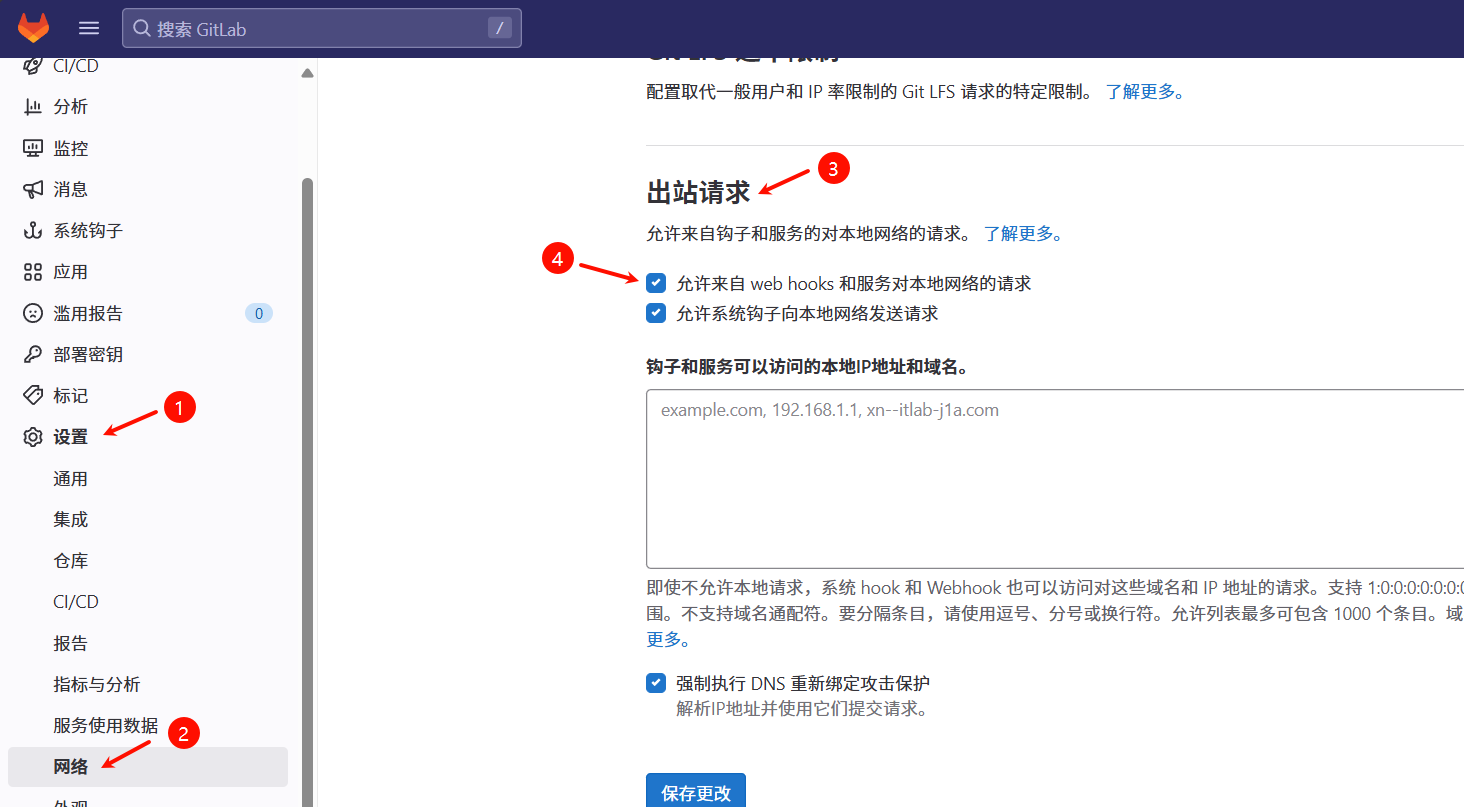 搜索 GitLab
/
CI/CD
分析
监控
消息
系统钩子
应用
滥用报告
0
部署密钥
标记
1
设置
通用
集成
仓库
CI/CD
报告
指标与分析
服务使用数据
2
网络
外观
配置取代一般用户和 IP 率限制的 Git LFS 请求的特定限制。 了解更多。
3
出站请求
允许来自钩子和服务的对本地网络的请求。 了解更多。
4
允许来自 web hooks 和服务对本地网络的请求
允许系统钩子向本地网络发送请求
钩子和服务可以访问的本地IP地址和域名。
example.com, 192.168.1.1, xn--itlab-j1a.com
即使不允许本地请求，系统 hook 和 Webhook 也可以访问对这些域名和 IP 地址的请求。支持 1:0:0:0:0:0:0:
围。不支持域名通配符。要分隔条目，请使用逗号、分号或换行符。允许列表最多可包含 1000 个条目。域
更多。
强制执行 DNS 重新绑定攻击保护
解析IP地址并使用它们提交请求。
保存更改